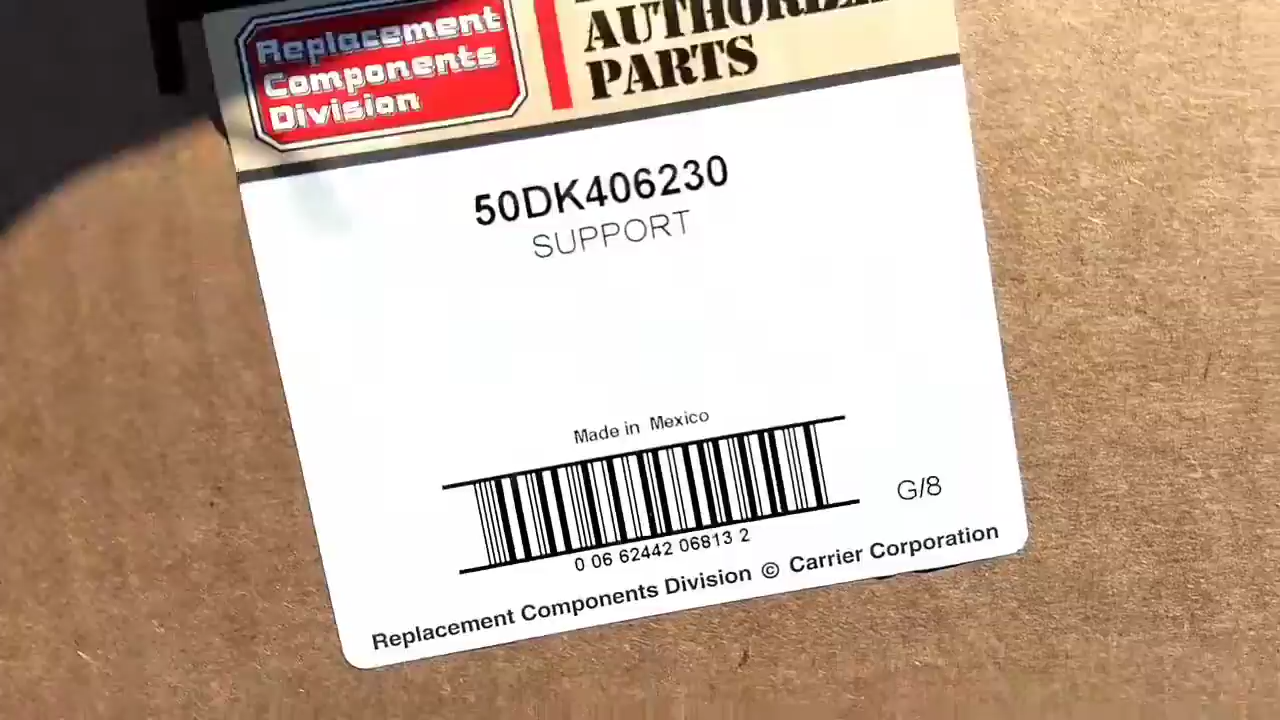 Replacement
Components
Division
PARTS
50DK406230
SUPPORT
Made in Mexico
0 06 62442 06813 2
G/8
Replacement Components Division © Carrier Corporation